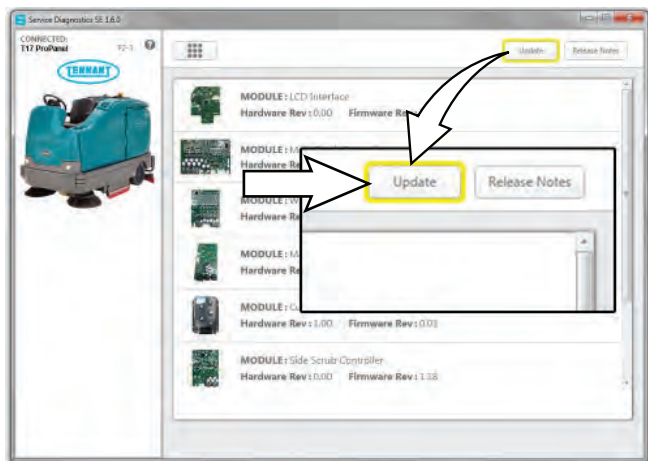 Service Diagnostics SE 1.6.0
CONNECTED:
T17 ProPanel
Update
Release Notes
TENNANT
MODULE: LCD Interface
Hardware Rev: 0.00 Firmware Re
MODULE: M
Hardware Re
Update
Release Notes
MODULE: W
Hardware Re
MODULE: M
Hardware Re
MODULE: Cu
Hardware Rev: 1.00 Firmware Rev: 0.01
MODULE: Side Scrub Controller
Hardware Rev: 0.00 Firmware Rev: 1.18